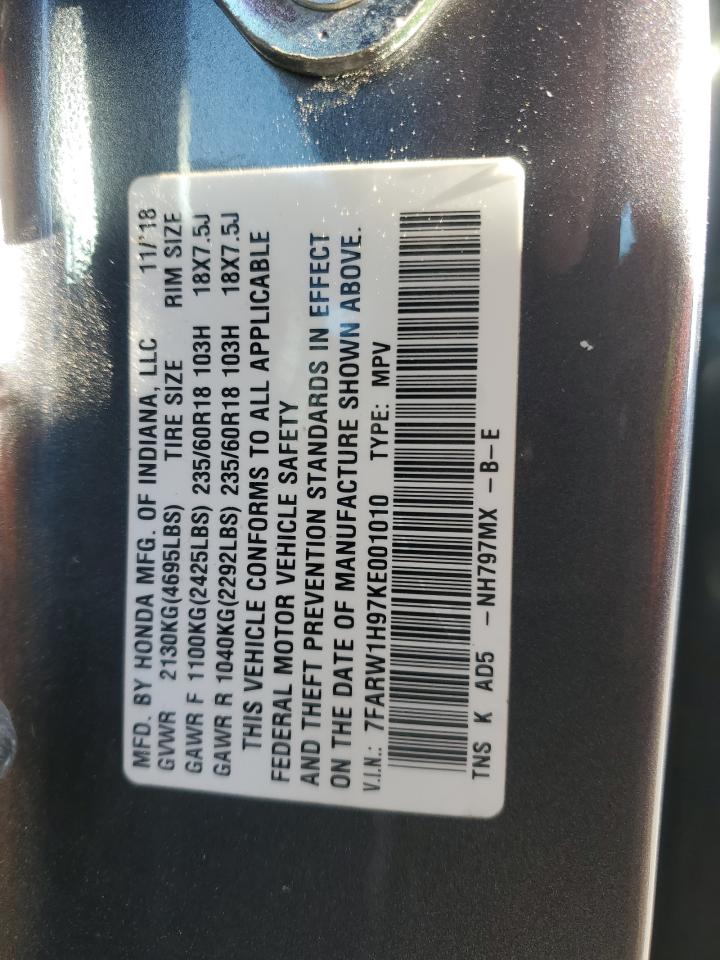 MFD. BY HONDA MFG. OF INDIANA, LLC 11/18
GVWR 2130KG(4695LBS) TIRE SIZE RIM SIZE
GAWR F 1100KG(2425LBS) 235/60R18 103H 18X7.5J
GAWR R 1040KG(2292LBS) 235/60R18 103H 18X7.5J
THIS VEHICLE CONFORMS TO ALL APPLICABLE
FEDERAL MOTOR VEHICLE SAFETY
AND THEFT PREVENTION STANDARDS IN EFFECT
ON THE DATE OF MANUFACTURE SHOWN ABOVE.
V.I.N.: 7FARW1H97KE001010 TYPE: MPV
TNS K AD5 -NH797MX -B-E